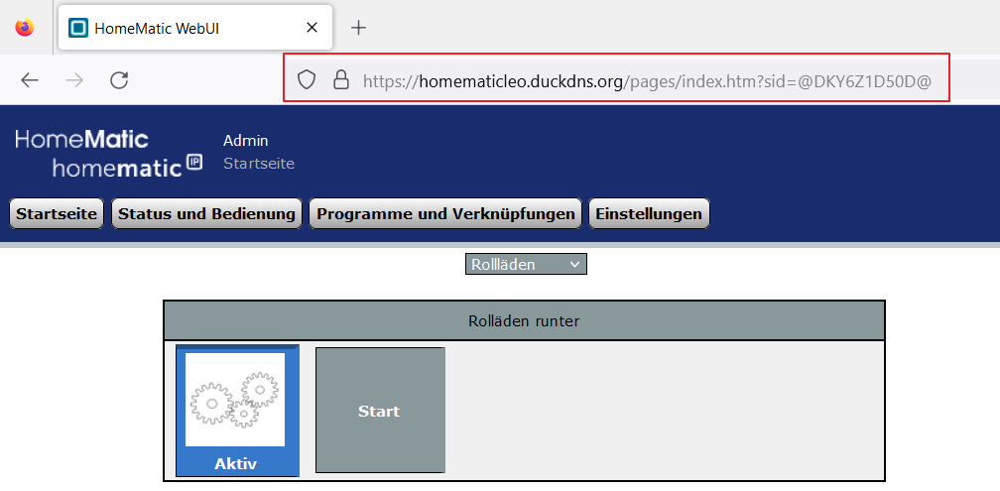 HomeMatic WebUI
https://homematicleo.duckdns.org/pages/index.htm?sid=@DKY6Z1D50D@
HomeMatic
homematic IP
Admin
Startseite
Startseite Status und Bedienung Programme und Verknüpfungen Einstellungen
Rollläden
Rolläden runter
Start
Aktiv